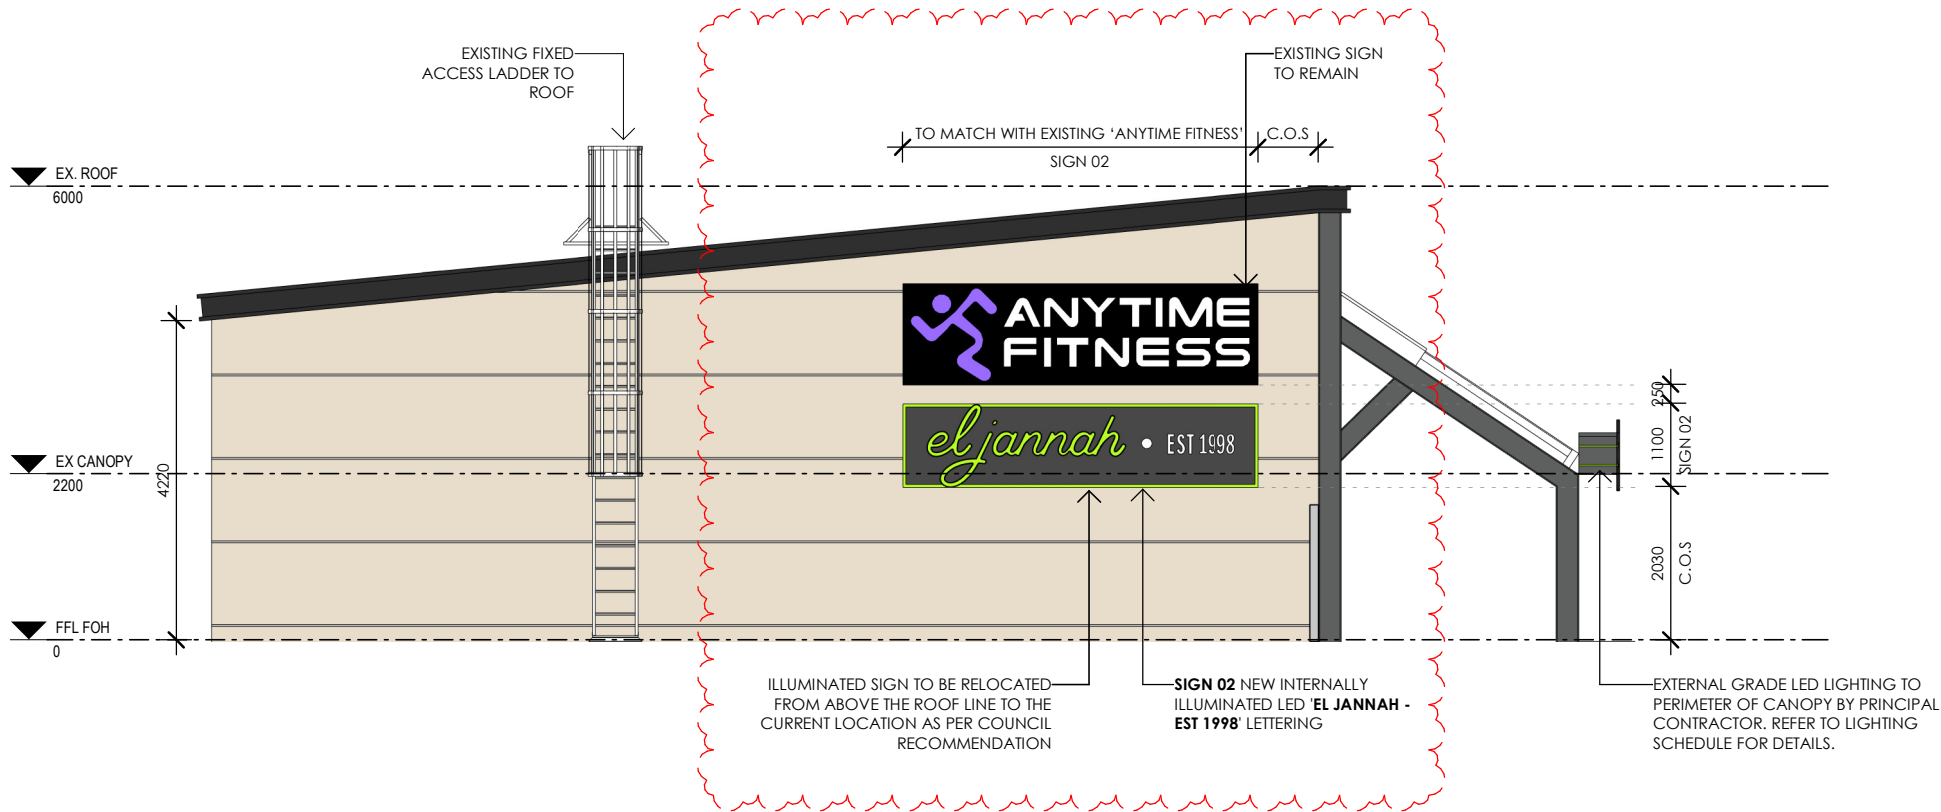 EXISTING FIXED
ACCESS LADDER TO
ROOF
EXISTING SIGN
TO REMAIN
TO MATCH WITH EXISTING ‘ANYTIME FITNESS’
C.O.S
SIGN 02
EX. ROOF
6000
ANYTIME
FITNESS
el jannah • EST 1998
EX CANOPY
2200
4220
250
1100
SIGN 02
2030
C.O.S
FFL FOH
0
ILLUMINATED SIGN TO BE RELOCATED
FROM ABOVE THE ROOF LINE TO THE
CURRENT LOCATION AS PER COUNCIL
RECOMMENDATION
SIGN 02 NEW INTERNALLY
ILLUMINATED LED 'EL JANNAH -
EST 1998' LETTERING
EXTERNAL GRADE LED LIGHTING TO
PERIMETER OF CANOPY BY PRINCIPAL
CONTRACTOR. REFER TO LIGHTING
SCHEDULE FOR DETAILS.